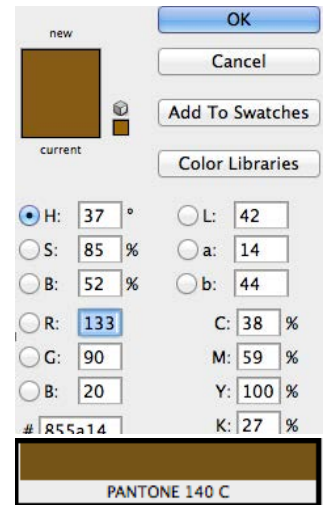 new
OK
Cancel
Add To Swatches
current
Color Libraries
H: 37 °
L: 42
S: 85 %
a: 14
B: 52 %
b: 44
R: 133
C: 38 %
G: 90
M: 59 %
B: 20
Y: 100 %
# 855a14
K: 27 %
PANTONE 140 C